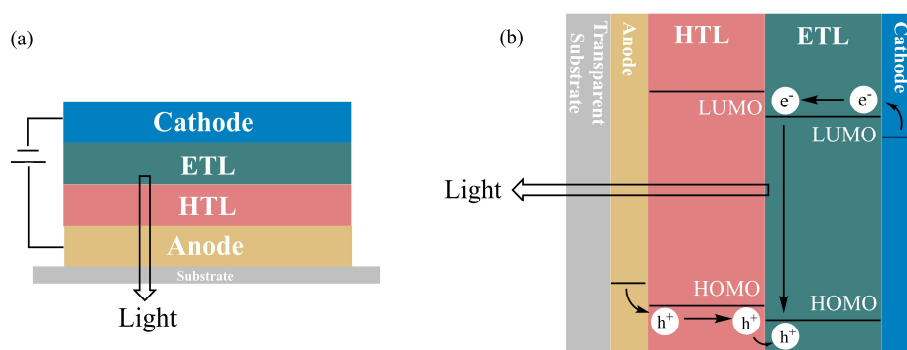 (a)
Cathode
ETL
HTL
Anode
Substrate
Light
(b)
Transparent
Substrate
Anode
HTL
ETL
Cathode
LUMO
e-
e-
LUMO
Light
HOMO
HOMO
h+
h+
h+